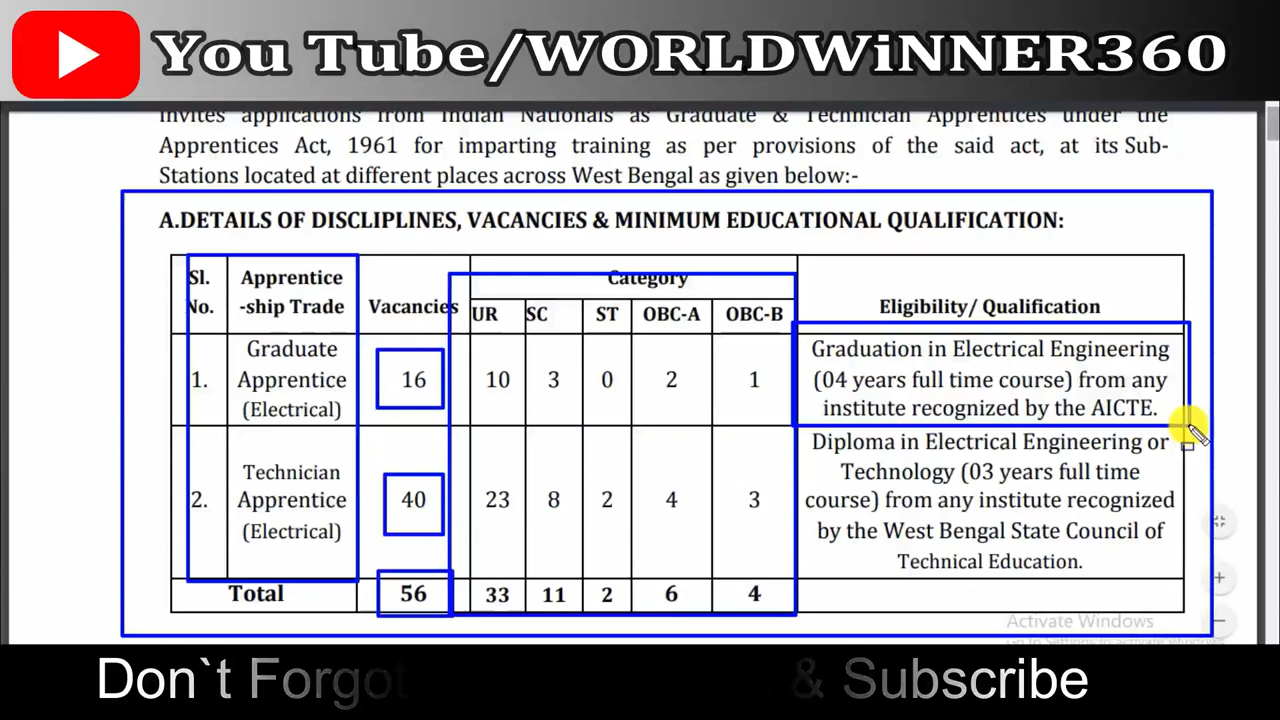 You Tube/WORLDWiNNER360
invites applications from Indian Nationals as Graduate & Technician Apprentices under the
Apprentices Act, 1961 for imparting training as per provisions of the said act, at its Sub-
Stations located at different places across West Bengal as given below:-
A.DETAILS OF DISCLIPLINES, VACANCIES & MINIMUM EDUCATIONAL QUALIFICATION:
Sl. No. Apprentice -ship Trade Vacancies Category Eligibility/ Qualification
UR SC ST OBC-A OBC-B
1. Graduate Apprentice (Electrical) 16 10 3 0 2 1 Graduation in Electrical Engineering
(04 years full time course) from any
institute recognized by the AICTE.
2. Technician Apprentice (Electrical) 40 23 8 2 4 3 Diploma in Electrical Engineering or
Technology (03 years full time
course) from any institute recognized
by the West Bengal State Council of
Technical Education.
Total 56 33 11 2 6 4
Activate Windows
Go to Settings to activate Windows.
Don`t Forgot & Subscribe